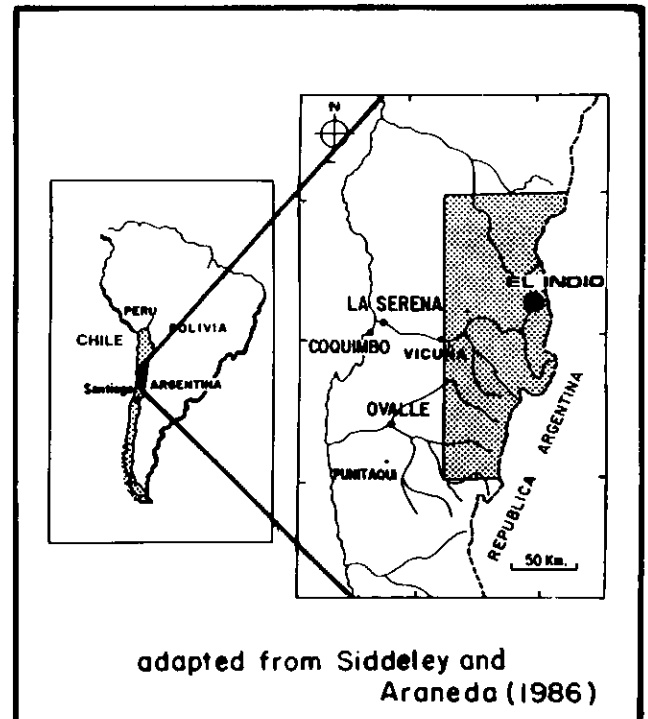 PERU
BOLIVIA
CHILE
Santiago
ARGENTINA
N
EL INDIO
LA SERENA
COQUIMBO
VICUNA
OVALLE
PUNITAQUI
REPUBLICA ARGENTINA
50 Km.
adapted from Siddeley and
Araneda (1986)